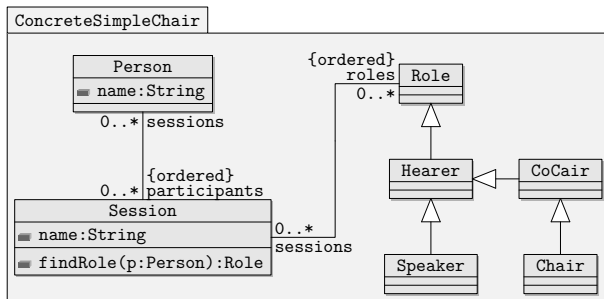 ConcreteSimpleChair
Person
name:String
0..* sessions
{ordered}
0..* participants
Session
name:String
findRole(p:Person):Role
0..*
sessions
{ordered}
roles
0..*
Role
Hearer
CoCair
Speaker
Chair